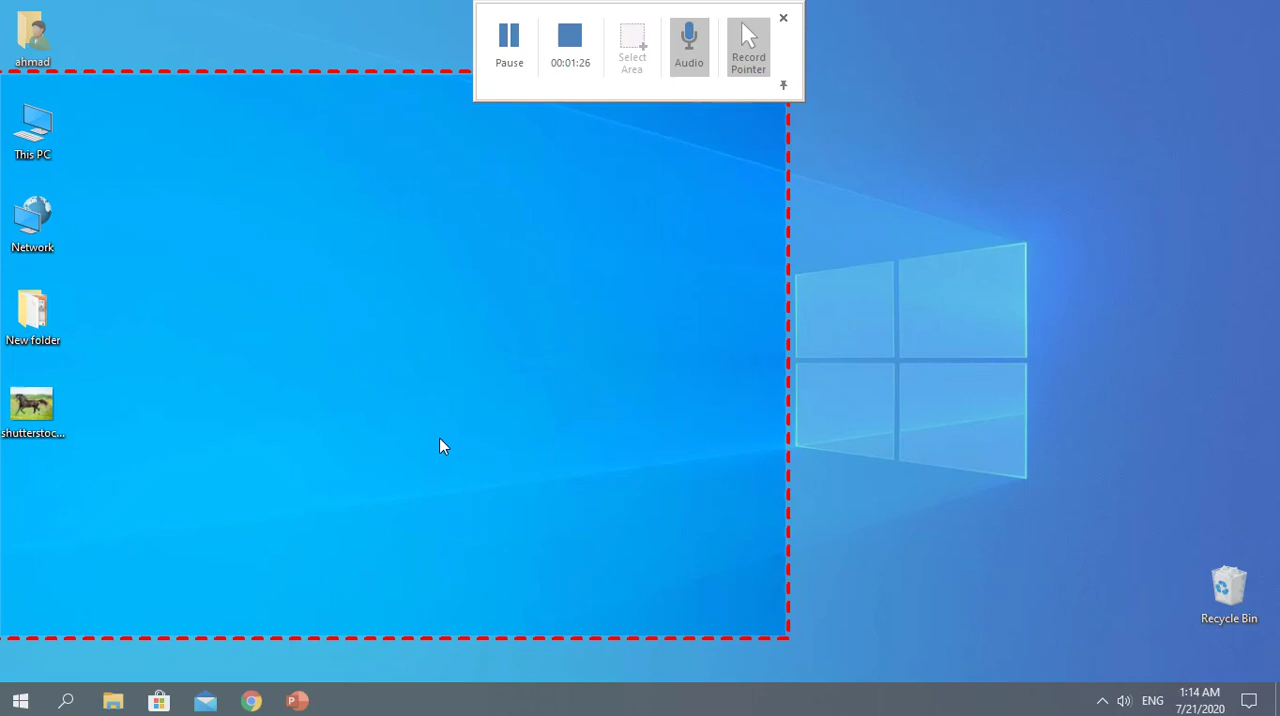 Pause
00:01:26
Select
Area
Audio
Record
Pointer
ahmad
This PC
Network
New folder
shutterstoc...
Recycle Bin
ENG
1:14 AM
7/21/2020